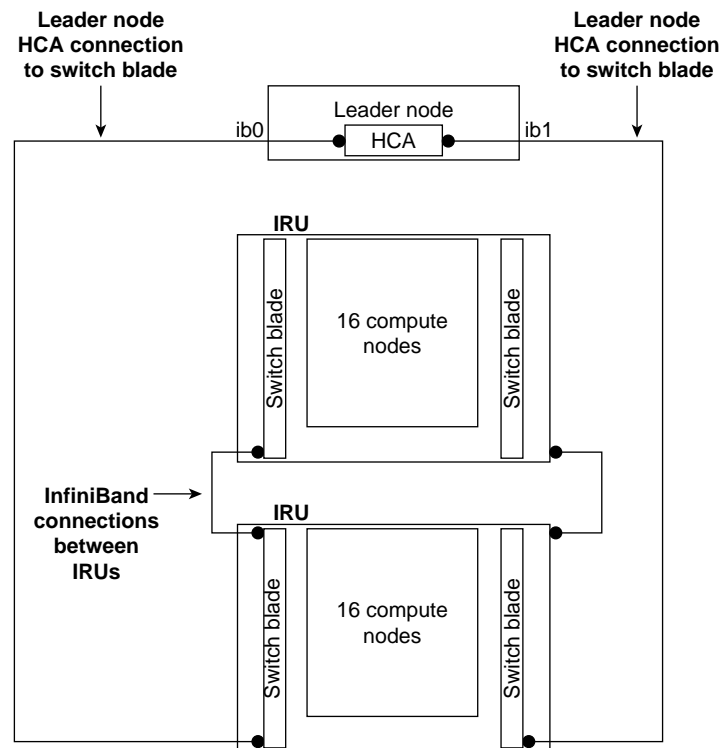 Leader node
HCA connection
to switch blade
Leader node
HCA connection
to switch blade
Leader node
ib0
HCA
ib1
IRU
Switch blade
16 compute
nodes
Switch blade
InfiniBand
connections
between
IRUs
IRU
Switch blade
16 compute
nodes
Switch blade